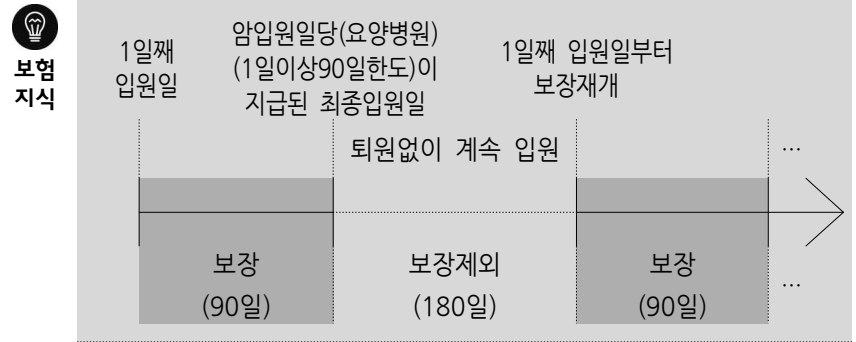 보험
지식
1일째
입원일
암입원일당(요양병원)
(1일이상90일한도)이
지급된 최종입원일
1일째 입원일부터
보장재개
퇴원없이 계속 입원
…
보장
(90일)
보장제외
(180일)
보장
(90일)
…